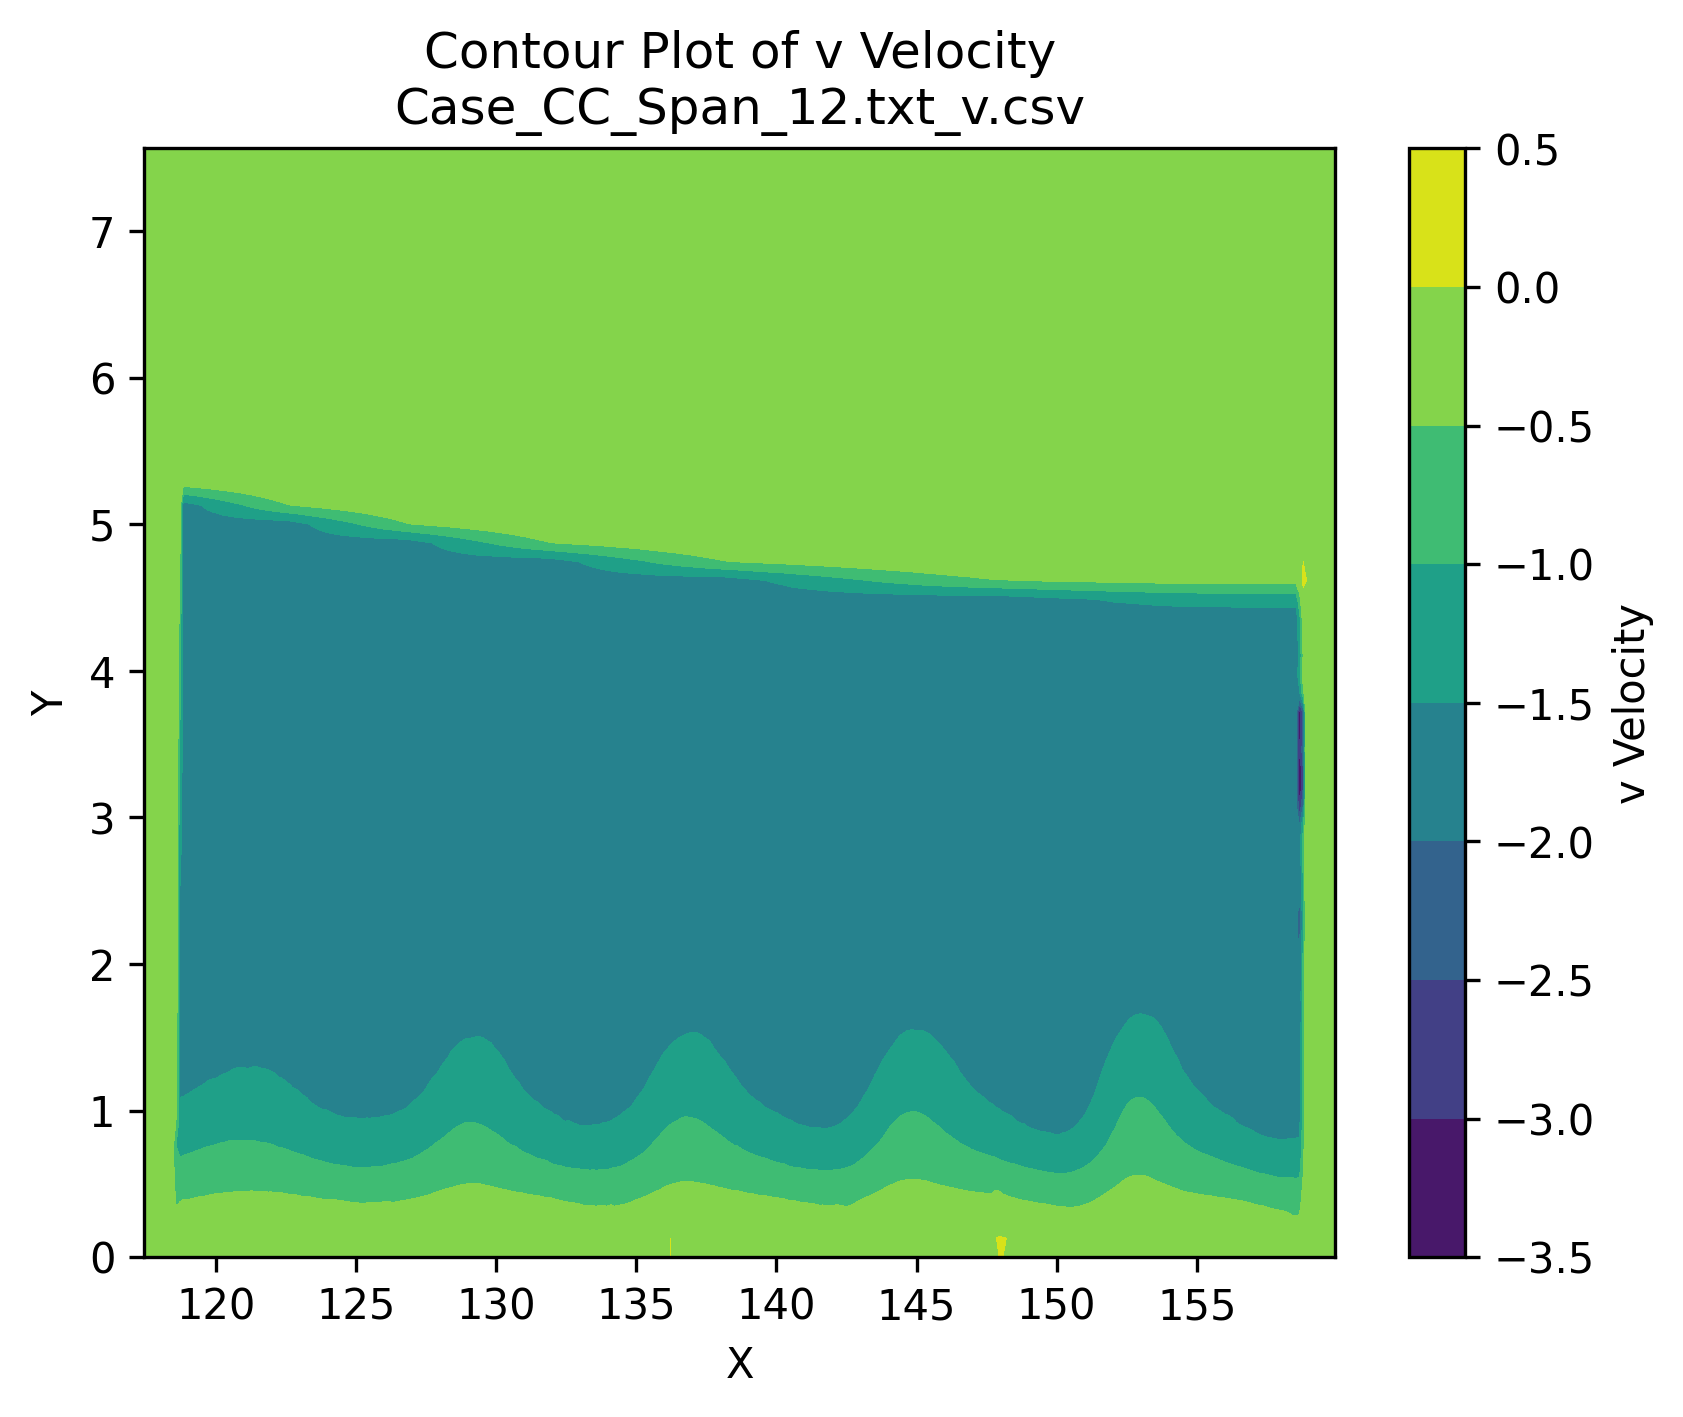 Contour Plot of v Velocity
Case_CC_Span_12.txt_v.csv
Y
7
6
5
4
3
2
1
0
120 125 130 135 140 145 150 155
X
0.5
0.0
−0.5
−1.0
−1.5
−2.0
−2.5
−3.0
−3.5
v Velocity